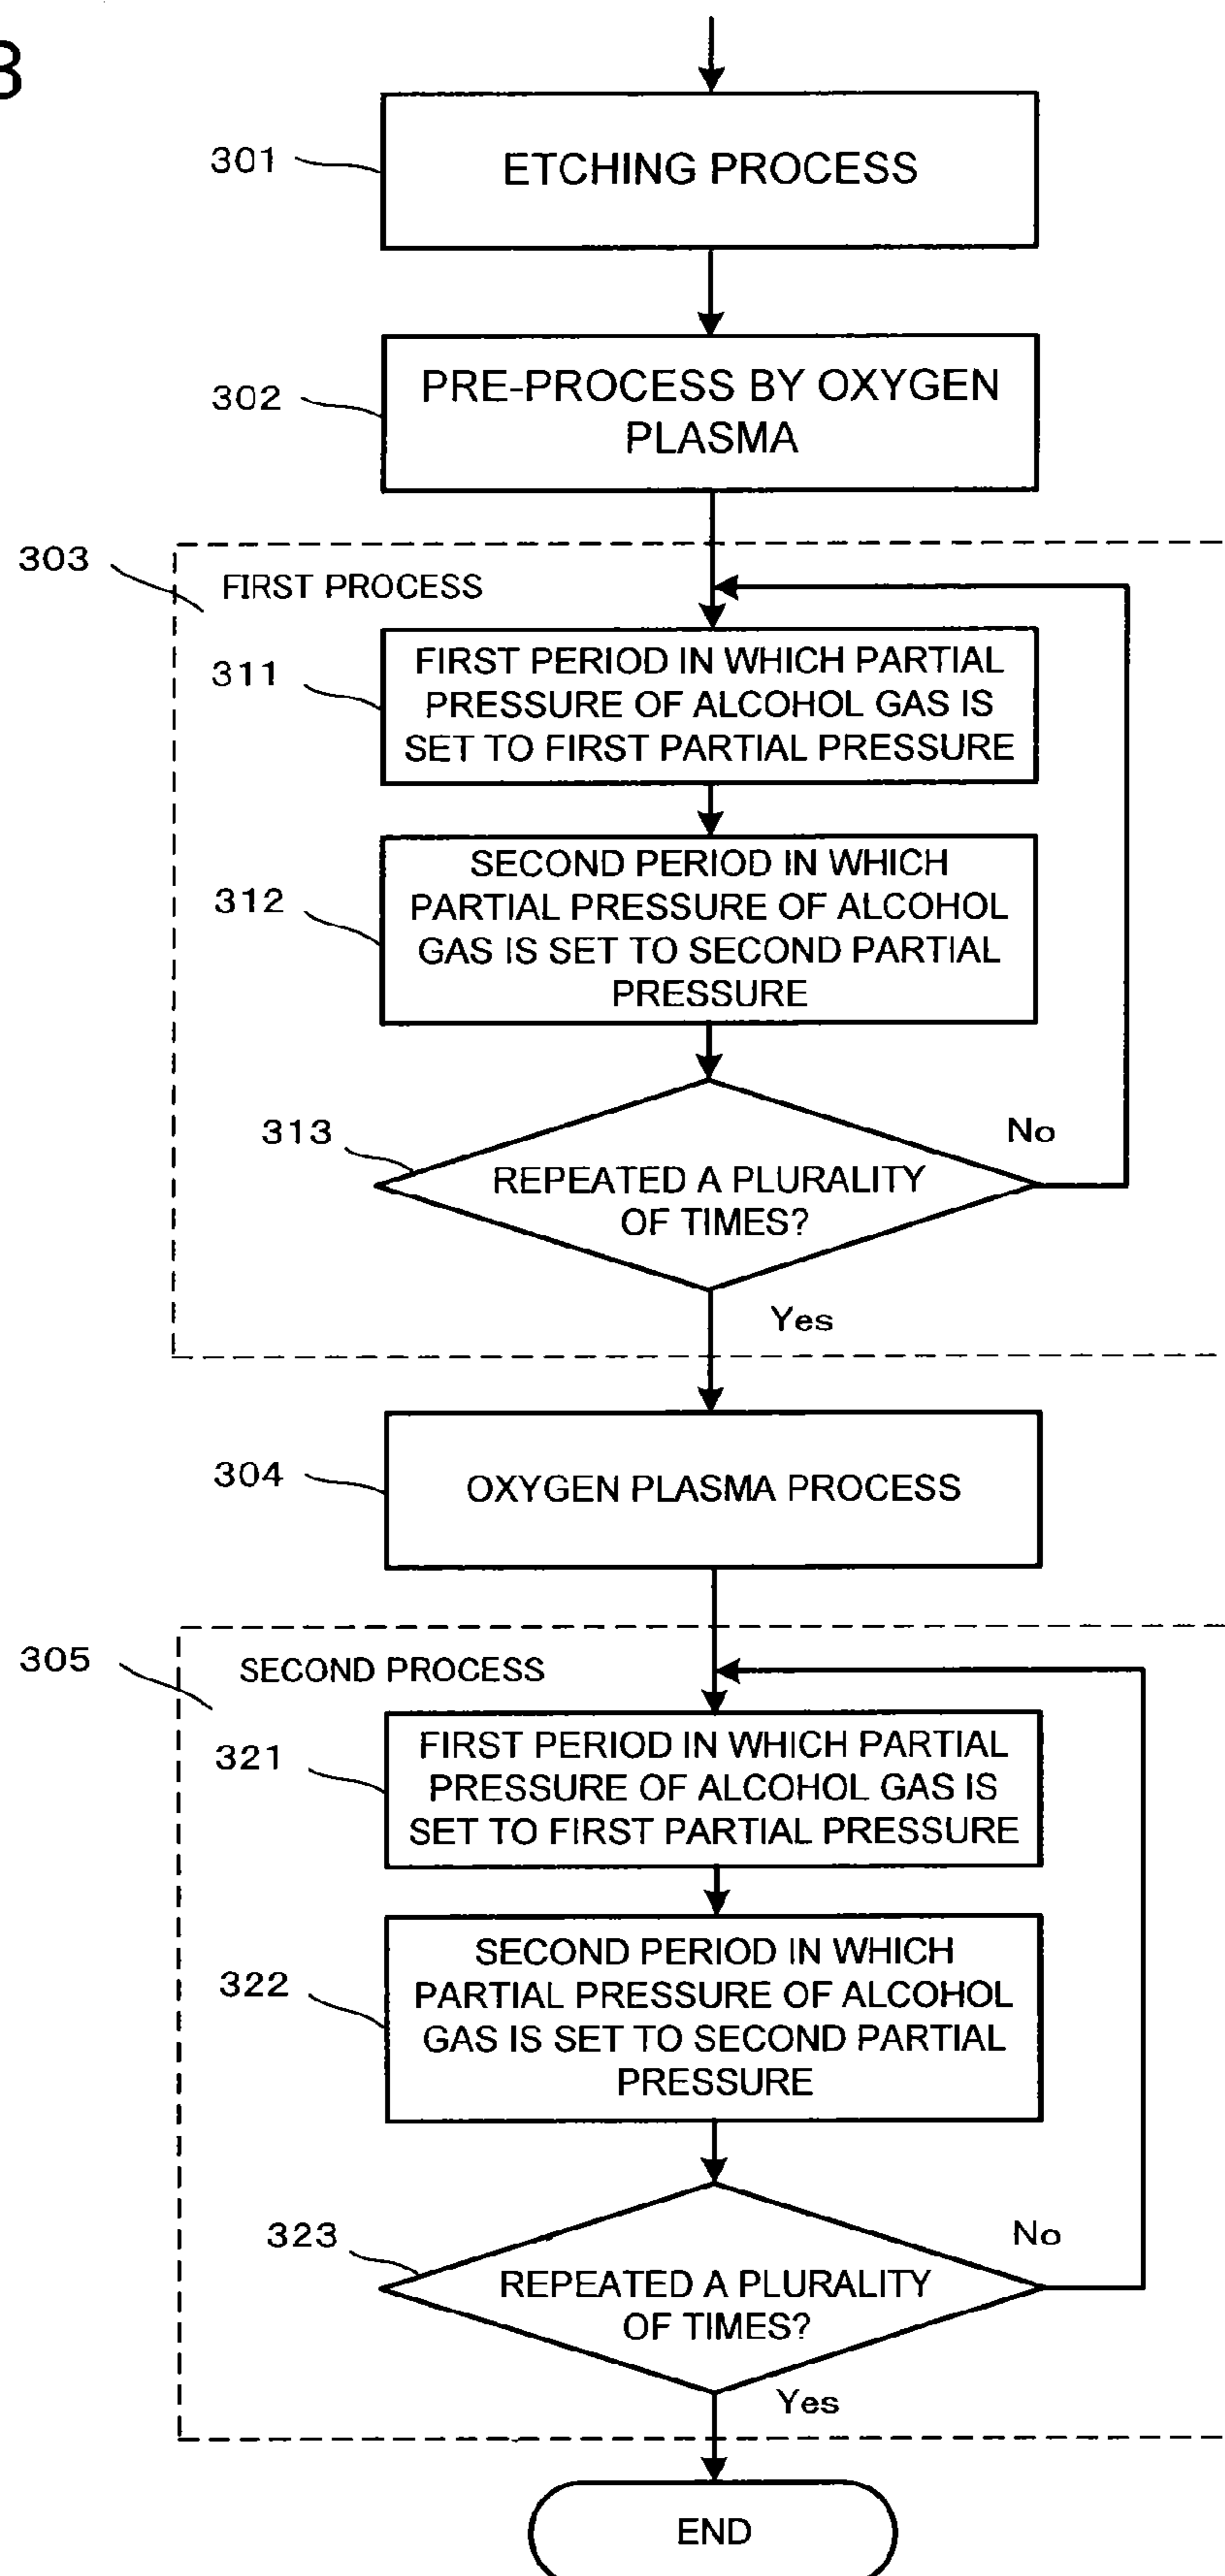 301
ETCHING PROCESS
302
PRE-PROCESS BY OXYGEN
PLASMA
303
FIRST PROCESS
311
FIRST PERIOD IN WHICH PARTIAL
PRESSURE OF ALCOHOL GAS IS
SET TO FIRST PARTIAL PRESSURE
312
SECOND PERIOD IN WHICH
PARTIAL PRESSURE OF ALCOHOL
GAS IS SET TO SECOND PARTIAL
PRESSURE
313
No
REPEATED A PLURALITY
OF TIMES?
Yes
304
OXYGEN PLASMA PROCESS
305
SECOND PROCESS
321
FIRST PERIOD IN WHICH PARTIAL
PRESSURE OF ALCOHOL GAS IS
SET TO FIRST PARTIAL PRESSURE
322
SECOND PERIOD IN WHICH
PARTIAL PRESSURE OF ALCOHOL
GAS IS SET TO SECOND PARTIAL
PRESSURE
323
No
REPEATED A PLURALITY
OF TIMES?
Yes
END